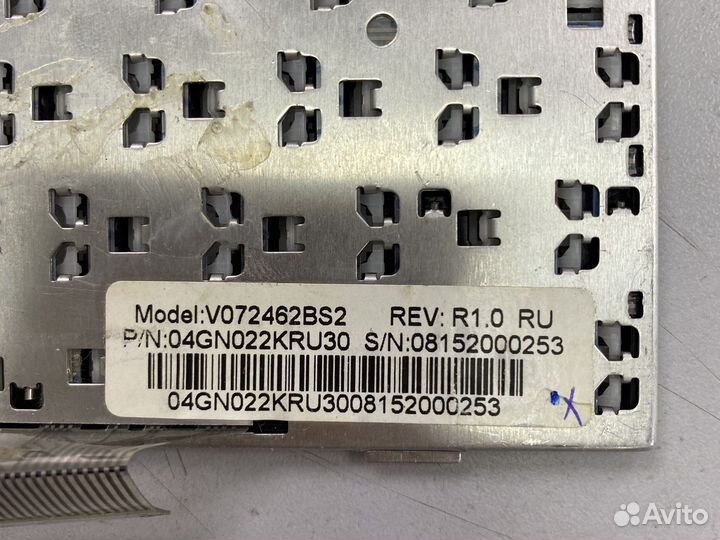 Model:V072462BS2 REV: R1.0 RU
P/N:04GN022KRU30 S/N:08152000253
04GN022KRU3008152000253
x
Avito